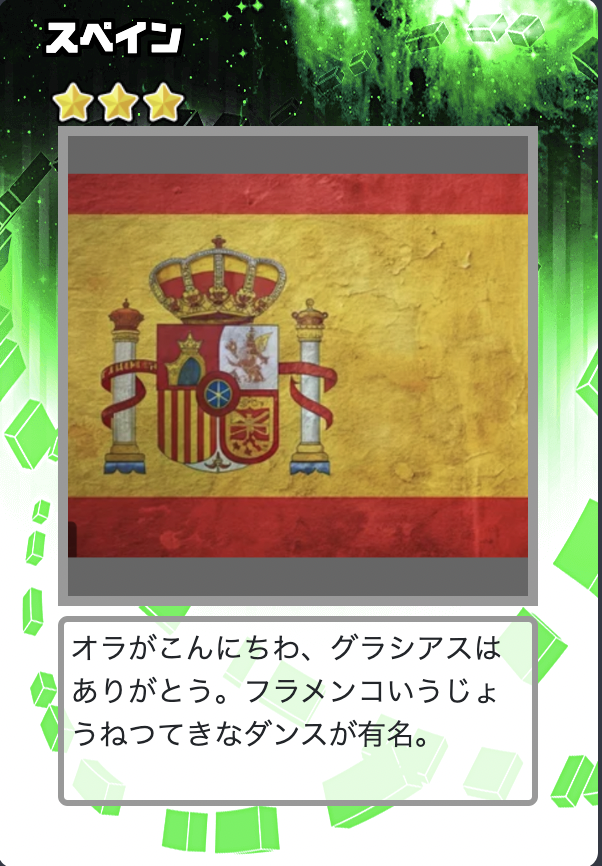 スペイン
オラがこんにちわ、グラシアスは
ありがとう。フラメンコいうじょ
うねつてきなダンスが有名。